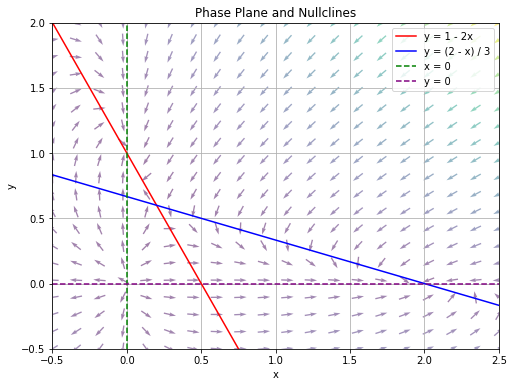 Phase Plane and Nullclines
y = 1 - 2x
y = (2 - x) / 3
x = 0
y = 0
2.0
1.5
1.0
0.5
0.0
−0.5
y
−0.5 0.0 0.5 1.0 1.5 2.0 2.5
x